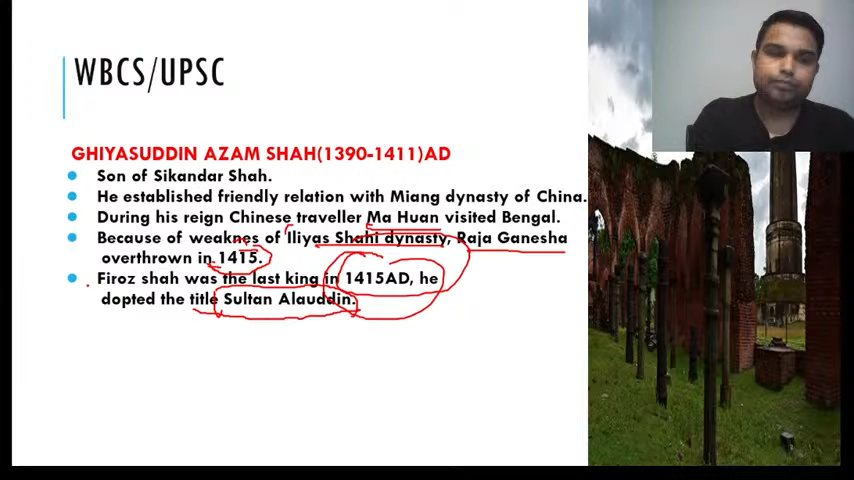 WBCS/UPSC
GHIYASUDDIN AZAM SHAH(1390-1411)AD
Son of Sikandar Shah.
He established friendly relation with Miang dynasty of China.
During his reign Chinese traveller Ma Huan visited Bengal.
Because of weaknes of Iliyas Shahi dynasty, Raja Ganesha
overthrown in 1415.
Firoz shah was the last king in 1415AD, he
dopted the title Sultan Alauddin.